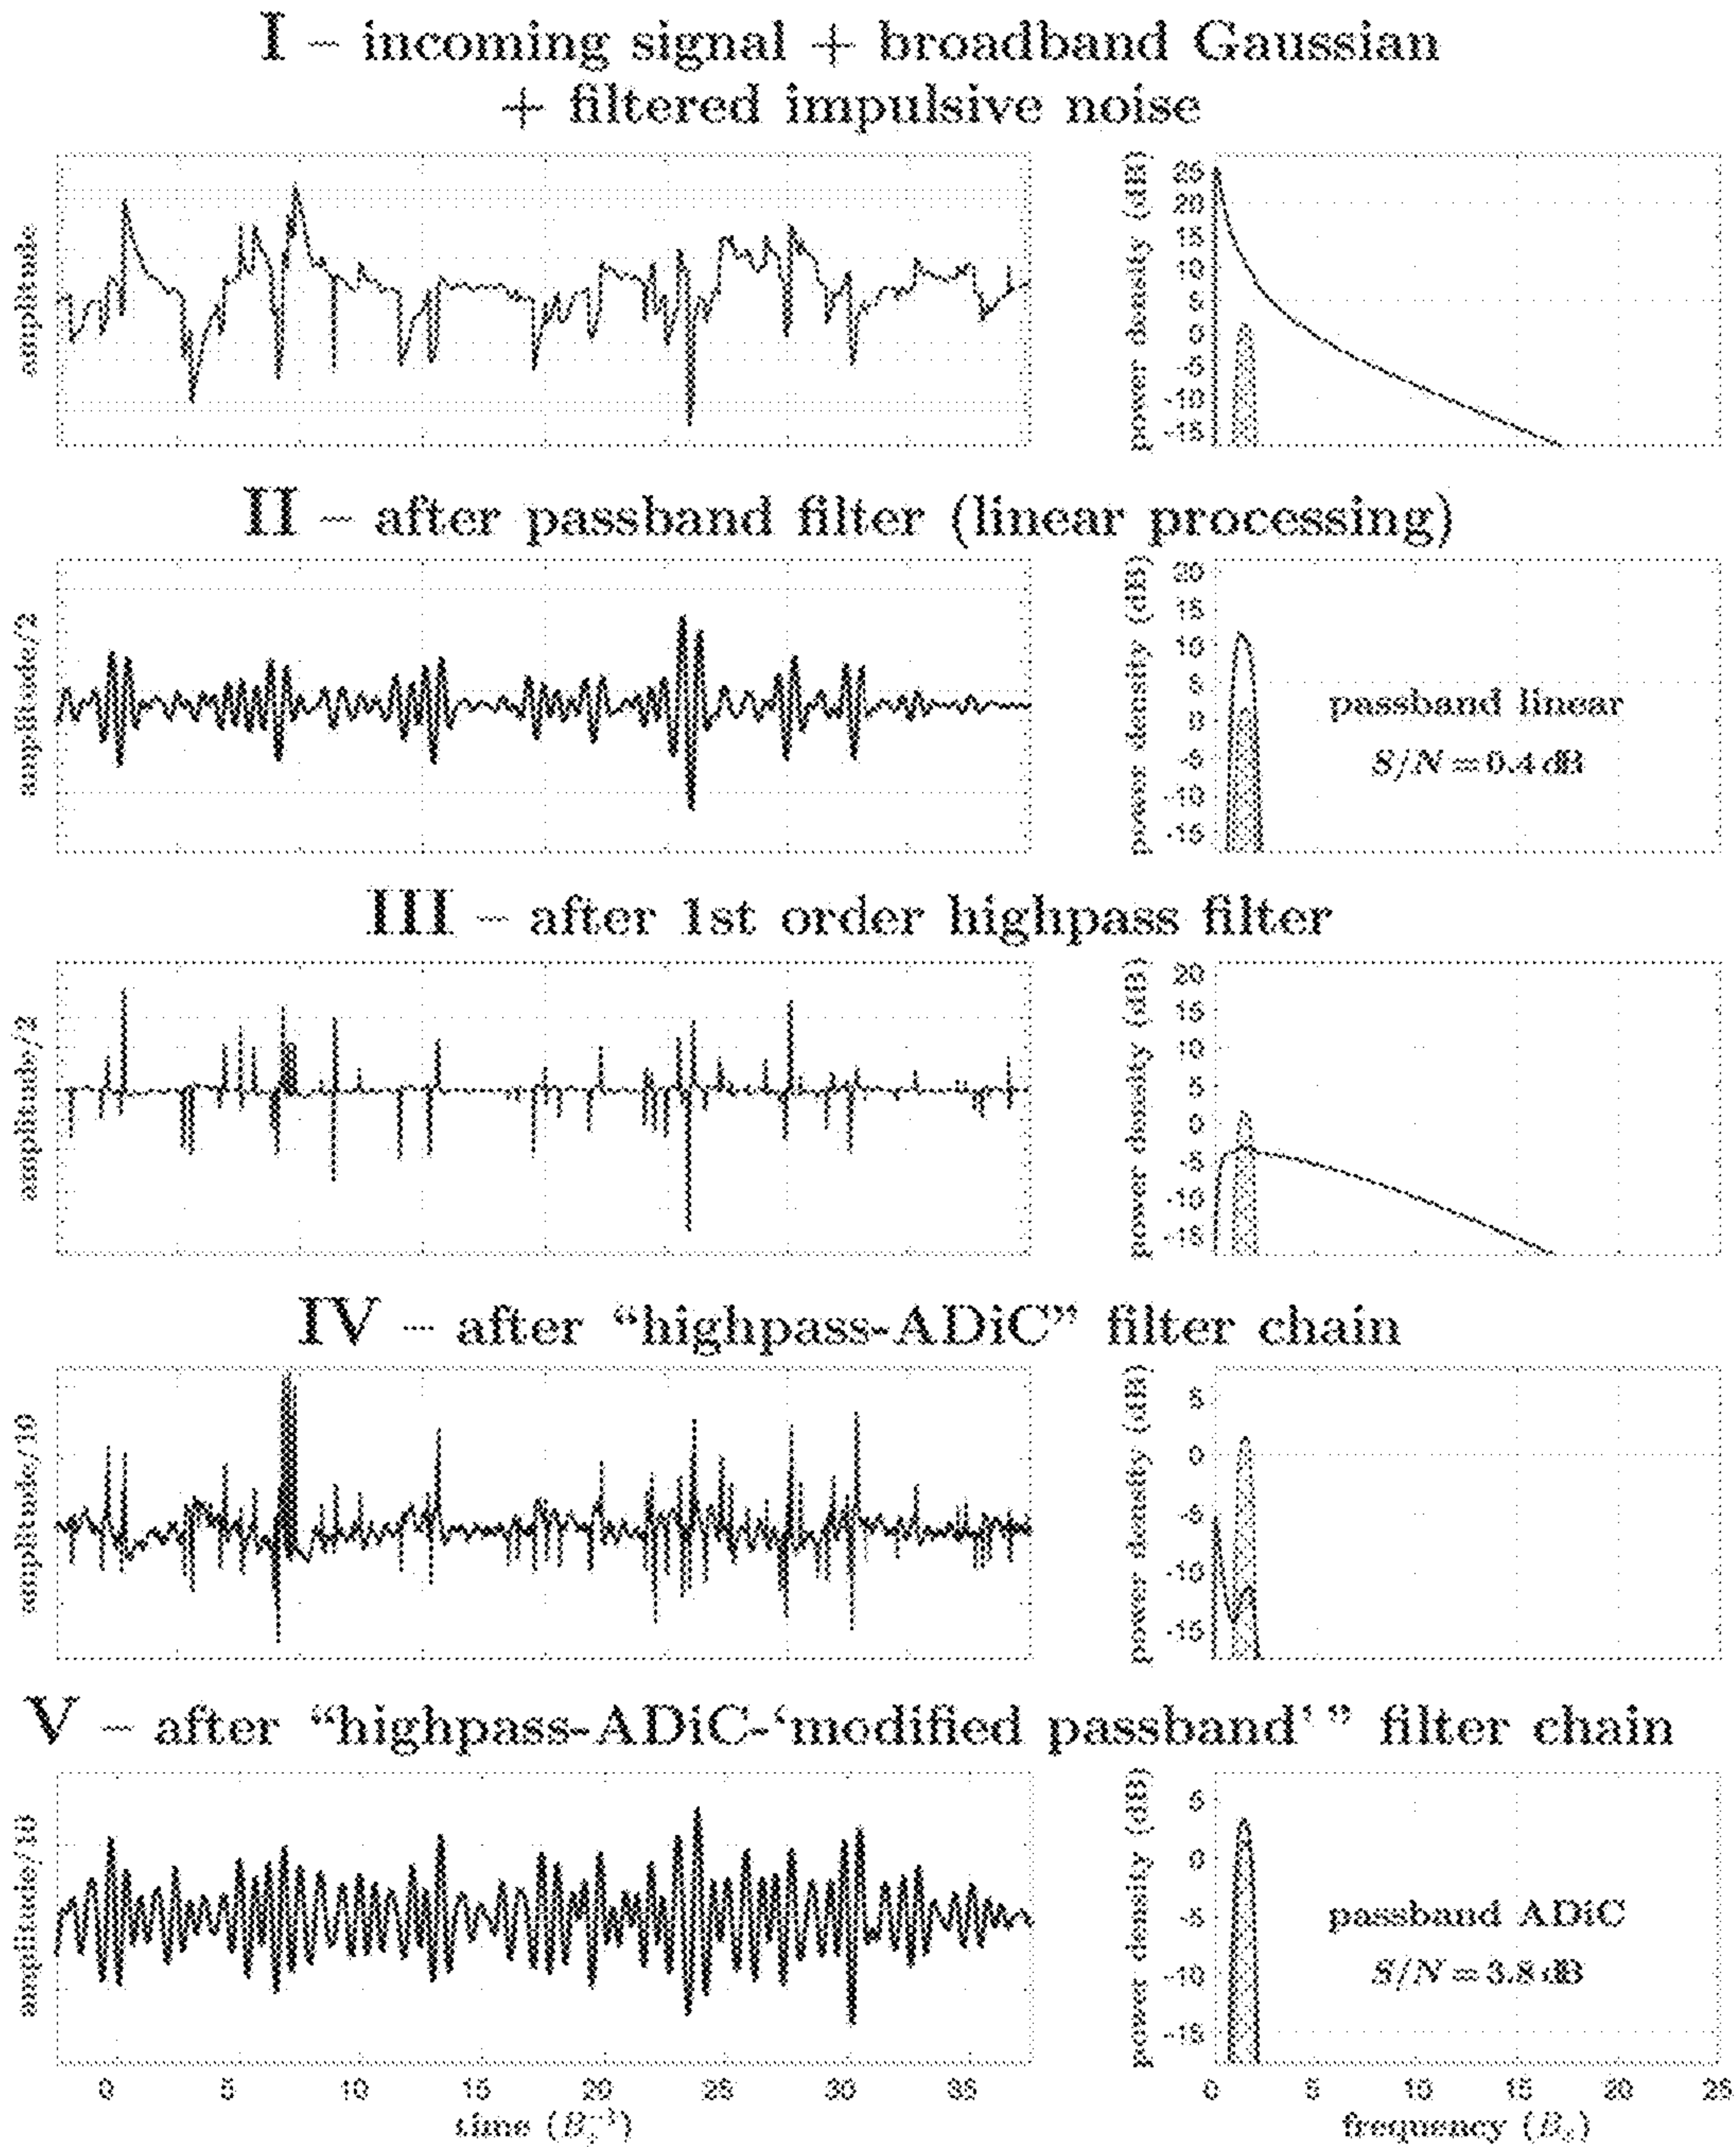 I – incoming signal + broadband Gaussian
+ filtered impulsive noise
amplitude
power density (dB)
25
20
15
10
5
0
-5
-10
-15
II – after passband filter (linear processing)
amplitude/2
power density (dB)
20
15
10
5
0
-5
-10
-15
passband linear
S/N = 0.4 dB
III – after 1st order highpass filter
amplitude/2
power density (dB)
20
15
10
5
0
-5
-10
-15
IV – after “highpass-ADiC” filter chain
amplitude/10
power density (dB)
5
0
-5
-10
-15
V – after “highpass-ADiC-‘modified passband’” filter chain
amplitude/10
power density (dB)
5
0
-5
-10
-15
passband ADiC
S/N = 3.8 dB
0 5 10 15 20 25 30 35
time
0 5 10 15 20 25
frequency